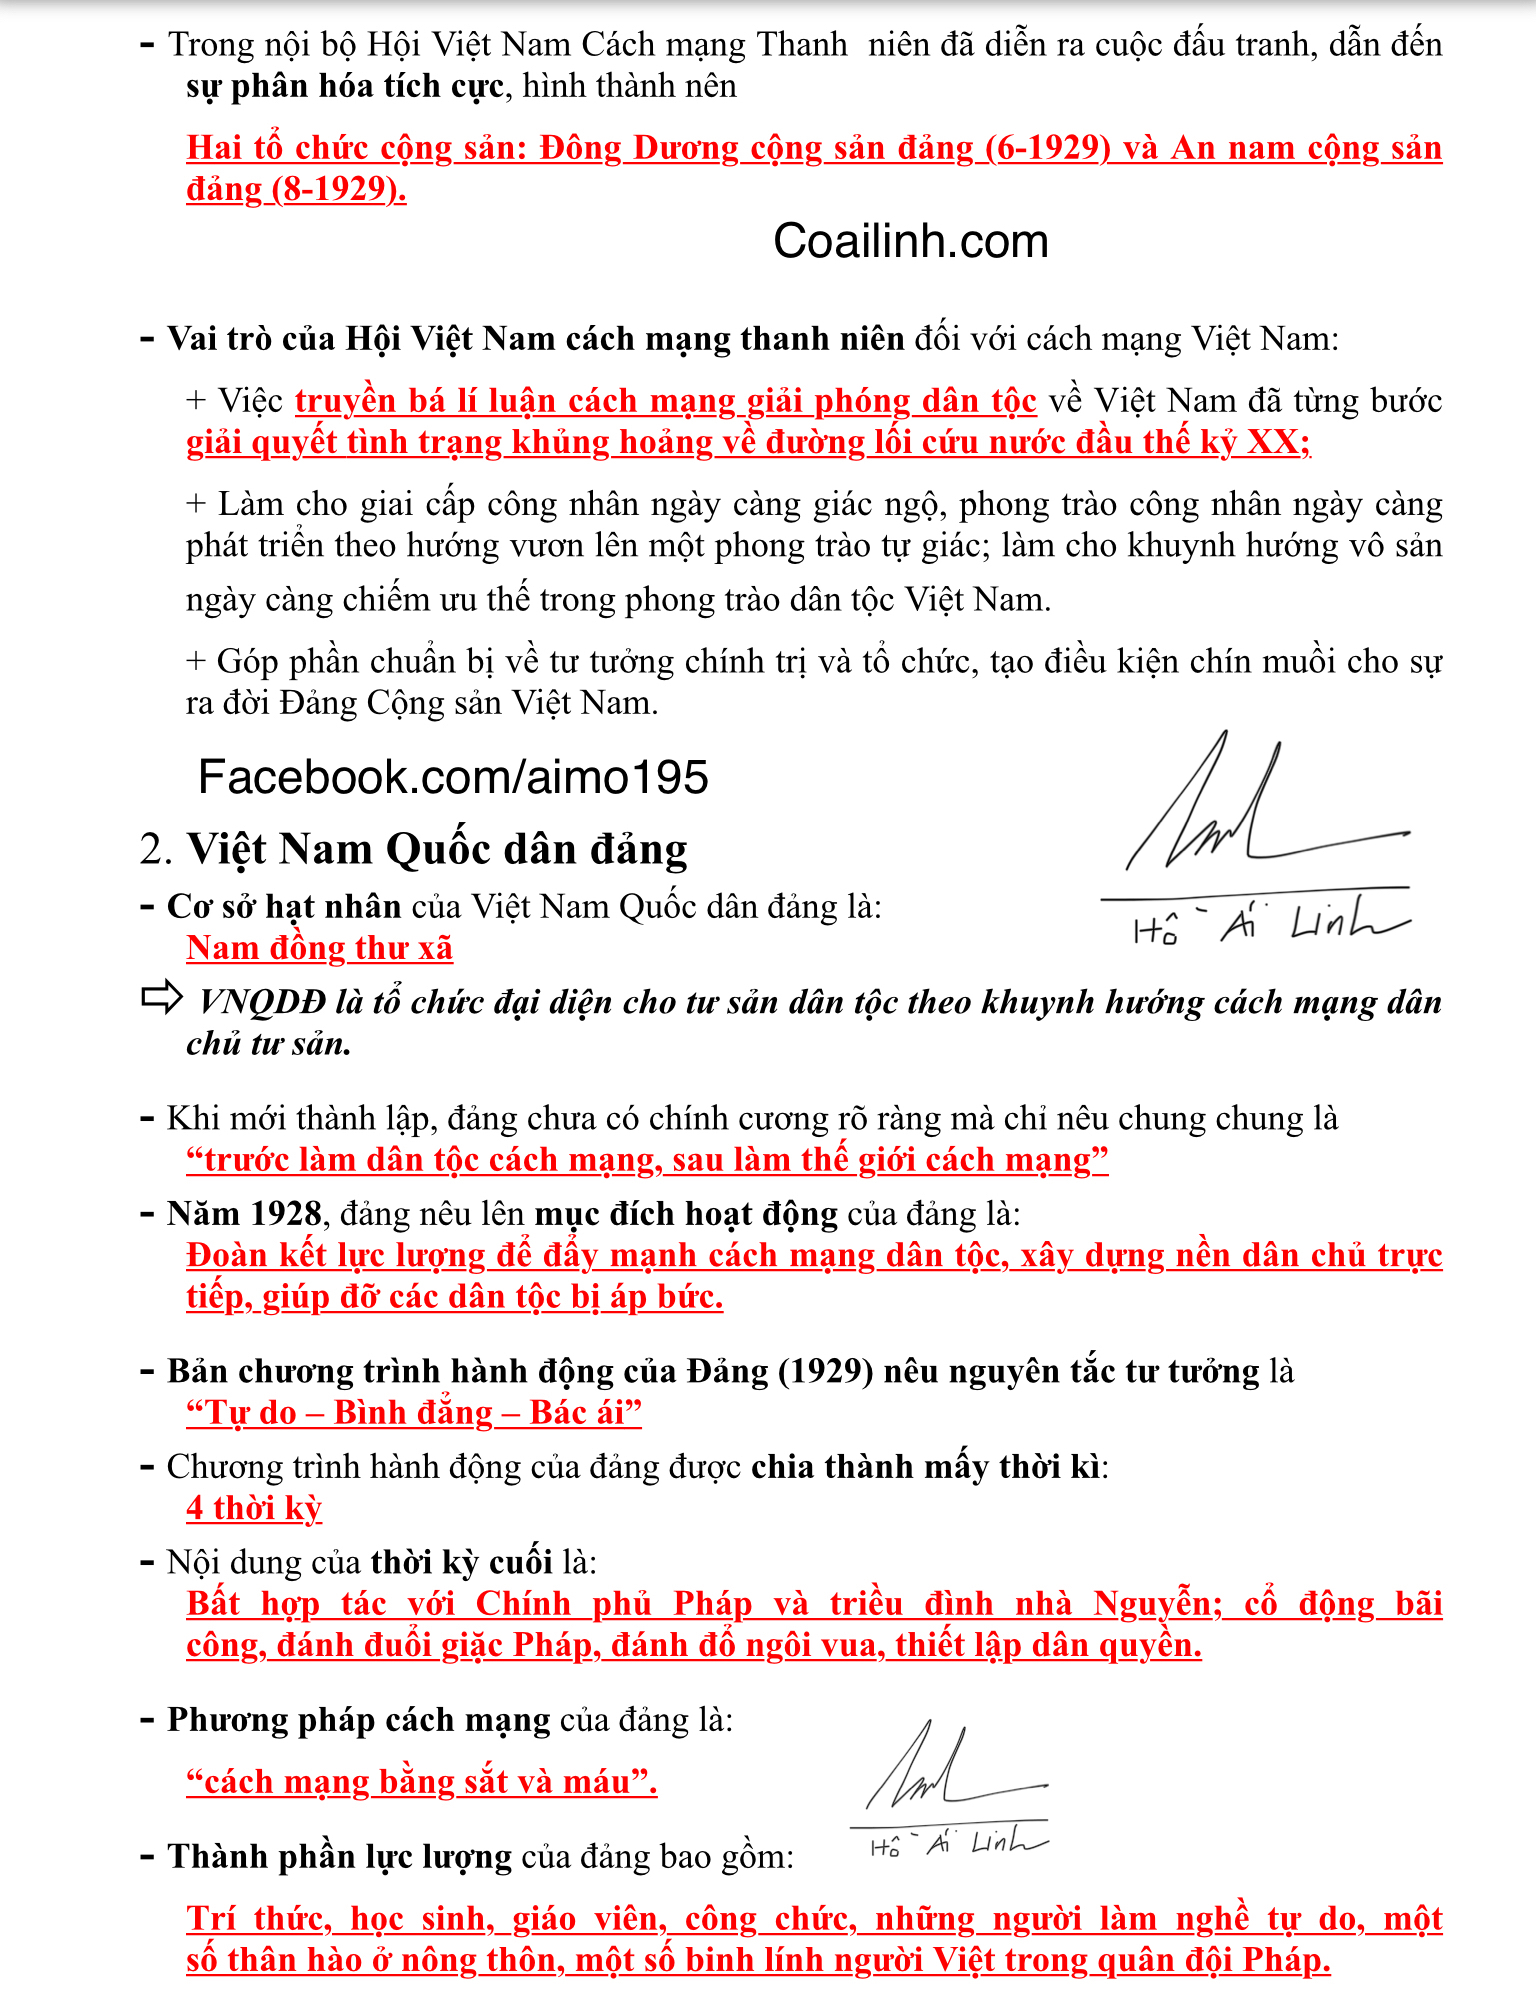 - Trong nội bộ Hội Việt Nam Cách mạng Thanh niên đã diễn ra cuộc đấu tranh, dẫn đến
sự phân hóa tích cực, hình thành nên
Hai tổ chức cộng sản: Đông Dương cộng sản đảng (6-1929) và An nam cộng sản
đảng (8-1929).
Coailinh.com
- Vai trò của Hội Việt Nam cách mạng thanh niên đối với cách mạng Việt Nam:
+ Việc truyền bá lí luận cách mạng giải phóng dân tộc về Việt Nam đã từng bước
giải quyết tình trạng khủng hoảng về đường lối cứu nước đầu thế kỷ XX;
+ Làm cho giai cấp công nhân ngày càng giác ngộ, phong trào công nhân ngày càng
phát triển theo hướng vươn lên một phong trào tự giác; làm cho khuynh hướng vô sản
ngày càng chiếm ưu thế trong phong trào dân tộc Việt Nam.
+ Góp phần chuẩn bị về tư tưởng chính trị và tổ chức, tạo điều kiện chín muồi cho sự
ra đời Đảng Cộng sản Việt Nam.
Facebook.com/aimo195
2. Việt Nam Quốc dân đảng
- Cơ sở hạt nhân của Việt Nam Quốc dân đảng là:
Hồ Ái Linh
Nam đồng thư xã
⇨ VNQDĐ là tổ chức đại diện cho tư sản dân tộc theo khuynh hướng cách mạng dân
chủ tư sản.
- Khi mới thành lập, đảng chưa có chính cương rõ ràng mà chỉ nêu chung chung là
“trước làm dân tộc cách mạng, sau làm thế giới cách mạng”
- Năm 1928, đảng nêu lên mục đích hoạt động của đảng là:
Đoàn kết lực lượng để đẩy mạnh cách mạng dân tộc, xây dựng nền dân chủ trực
tiếp, giúp đỡ các dân tộc bị áp bức.
- Bản chương trình hành động của Đảng (1929) nêu nguyên tắc tư tưởng là
“Tự do – Bình đẳng – Bác ái”
- Chương trình hành động của đảng được chia thành mấy thời kì:
4 thời kỳ
- Nội dung của thời kỳ cuối là:
Bất hợp tác với Chính phủ Pháp và triều đình nhà Nguyễn; cổ động bãi
công, đánh đuổi giặc Pháp, đánh đổ ngôi vua, thiết lập dân quyền.
- Phương pháp cách mạng của đảng là:
“cách mạng bằng sắt và máu”.
Hồ Ái Linh
- Thành phần lực lượng của đảng bao gồm:
Trí thức, học sinh, giáo viên, công chức, những người làm nghề tự do, một
số thân hào ở nông thôn, một số binh lính người Việt trong quân đội Pháp.